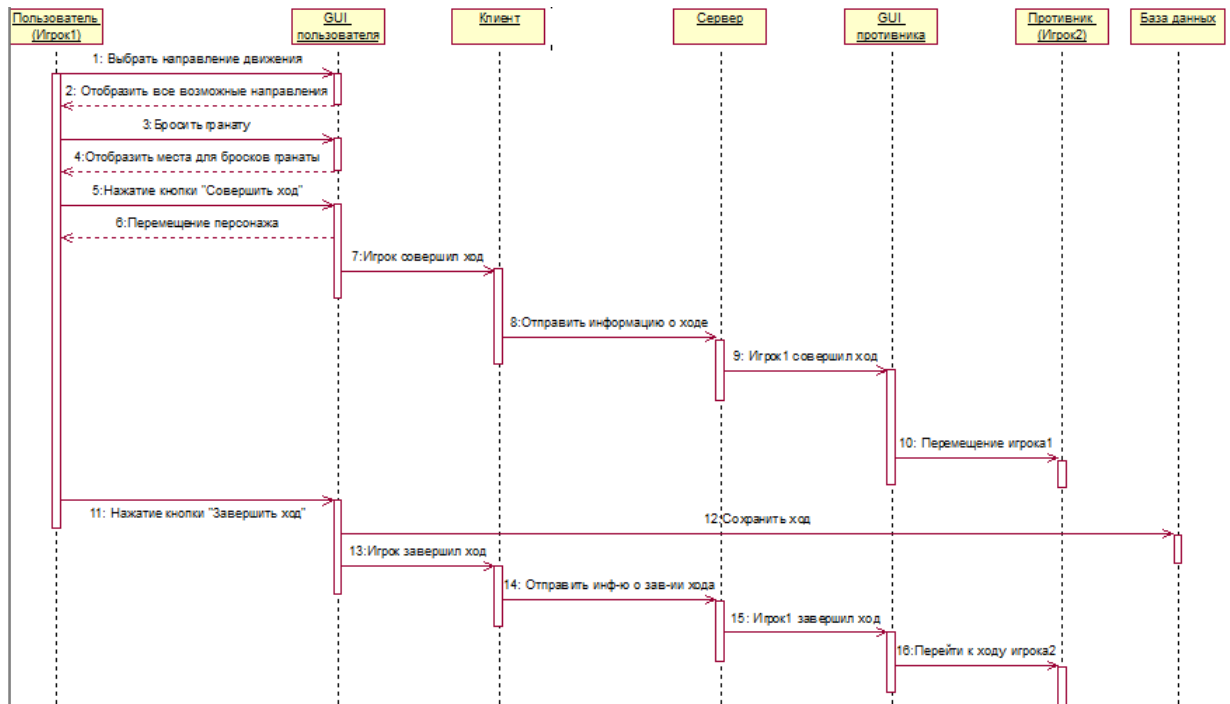 Пользователь
(Игрок1)
GUI
пользователя
Клиент
Сервер
GUI
противника
Противник
(Игрок2)
База данных
1: Выбрать направление движения
2: Отобразить все возможные направления
3:Бросить гранату
4:Отобразить места для бросков гранаты
5:Нажатие кнопки "Совершить ход"
6:Перемещение персонажа
7:Игрок совершил ход
8:Отправить информацию о ходе
9: Игрок1 совершил ход
10: Перемещение игрока1
11: Нажатие кнопки "Завершить ход"
12:Сохранить ход
13:Игрок завершил ход
14: Отправить инф-ю о зав-ии хода
15: Игрок1 завершил ход
16:Перейти к ходу игрока2